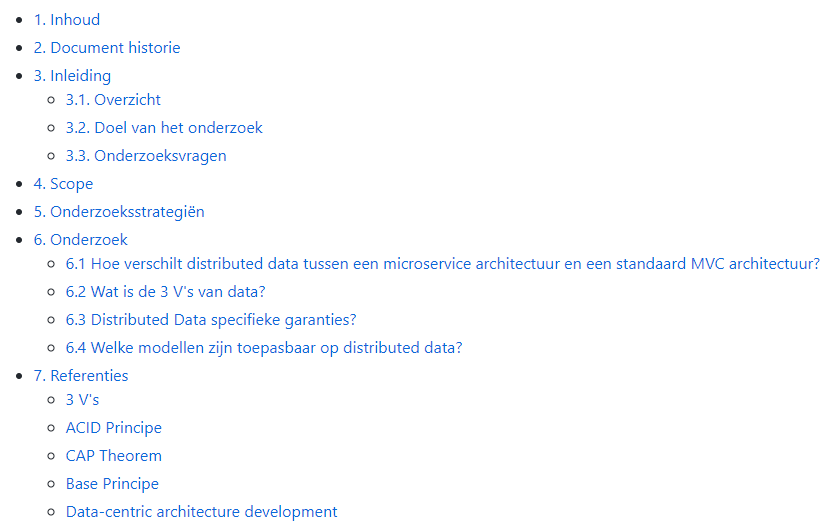 1. Inhoud
2. Document historie
3. Inleiding
3.1. Overzicht
3.2. Doel van het onderzoek
3.3. Onderzoeksvragen
4. Scope
5. Onderzoeksstrategiën
6. Onderzoek
6.1 Hoe verschilt distributed data tussen een microservice architectuur en een standaard MVC architectuur?
6.2 Wat is de 3 V's van data?
6.3 Distributed Data specifieke garanties?
6.4 Welke modellen zijn toepasbaar op distributed data?
7. Referenties
3 V's
ACID Principe
CAP Theorem
Base Principe
Data-centric architecture development